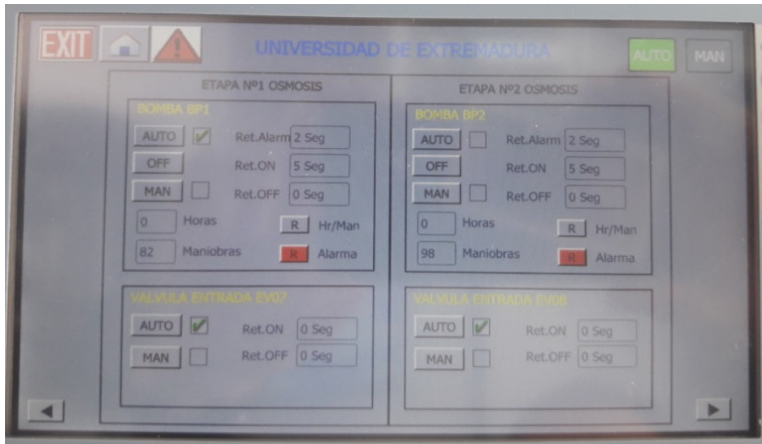 EXIT
UNIVERSIDAD DE EXTREMADURA
AUTO MAN
ETAPA Nº1 OSMOSIS
BOMBA BP1
AUTO Ret.Alarm 2 Seg
OFF Ret.ON 5 Seg
MAN Ret.OFF 0 Seg
0 Horas R Hr/Man
82 Maniobras R Alarma
VALVULA ENTRADA EV07
AUTO Ret.ON 0 Seg
MAN Ret.OFF 0 Seg
ETAPA Nº2 OSMOSIS
BOMBA BP2
AUTO Ret.Alarm 2 Seg
OFF Ret.ON 5 Seg
MAN Ret.OFF 0 Seg
0 Horas R Hr/Man
98 Maniobras R Alarma
VALVULA ENTRADA EV08
AUTO Ret.ON 0 Seg
MAN Ret.OFF 0 Seg